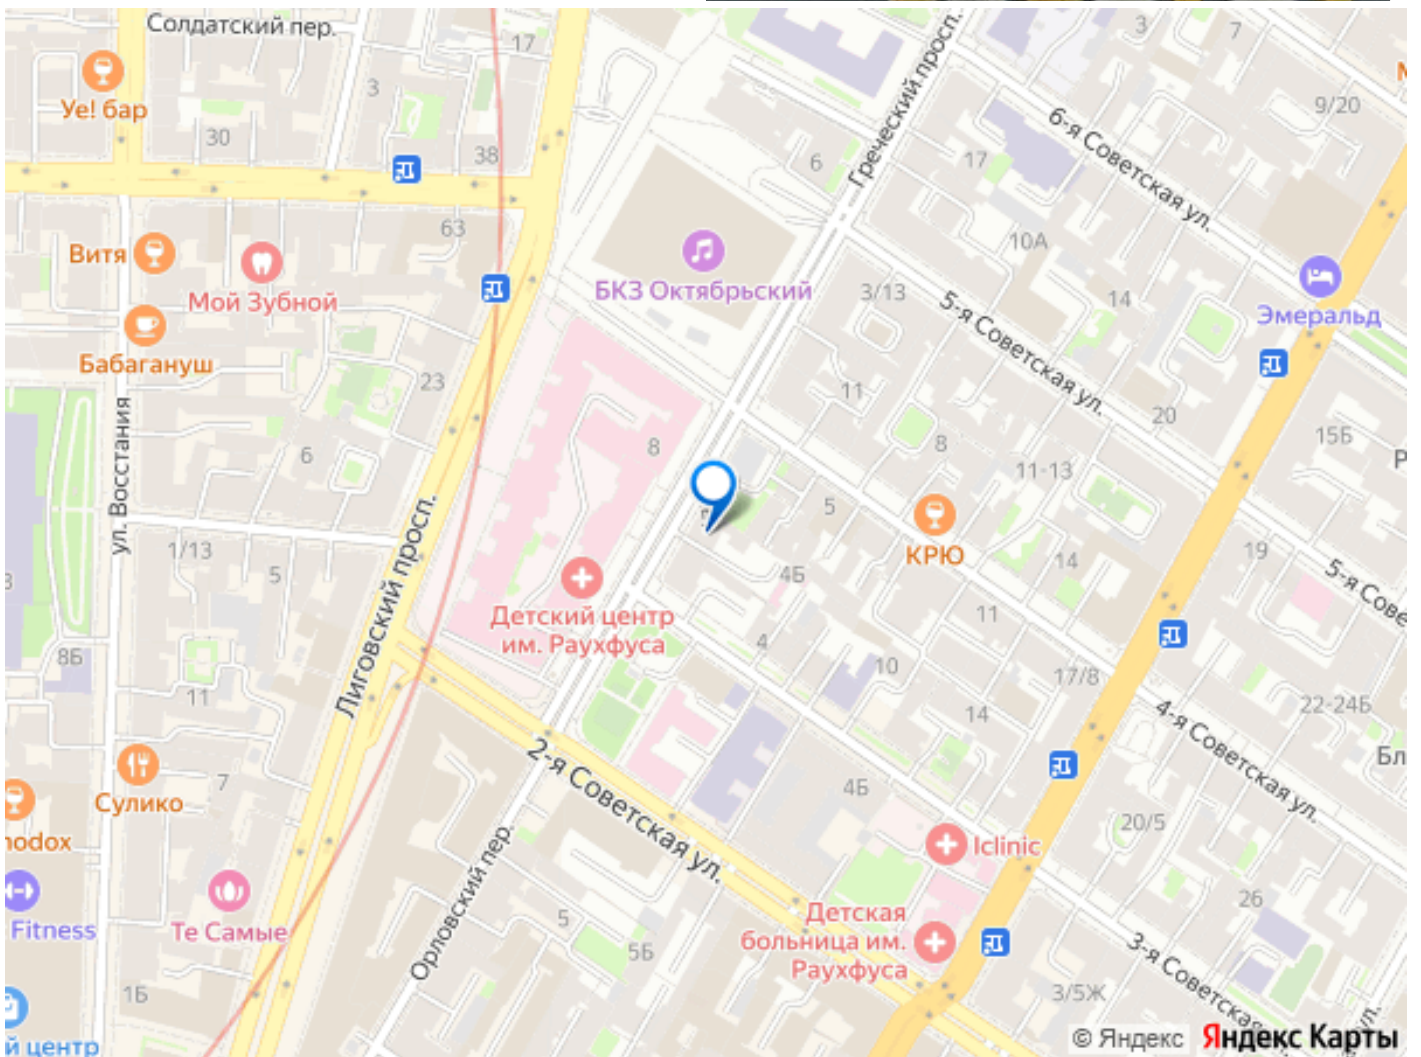 Солдатский пер.
17
3
7
Уе! бар
3
9/20
30
38
6-я Советская ул.
Греческий просп.
6
17
63
10А
Витя
Мой Зубной
БКЗ Октябрьский
3/13
14
5-я Советская ул.
Эмеральд
Бабагануш
23
11
20
ул. Восстания
6
8
8
11-13
15Б
5
КРЮ
1/13
5
Лиговский просп.
4Б
14
19
5-я Сове
Детский центр
им. Раухфуса
11
8Б
4
10
17/8
11
14
22-24Б
4-я Советская ул.
2-я Советская ул.
Сулико
7
4Б
20/5
Бл
nodox
Iclinic
Орловский пер.
Fitness
Те Самые
5
5Б
Детская
больница им.
Раухфуса
26
3-я Советская
1Б
3/5Ж
ул.
й центр
© Яндекс Яндекс Карты